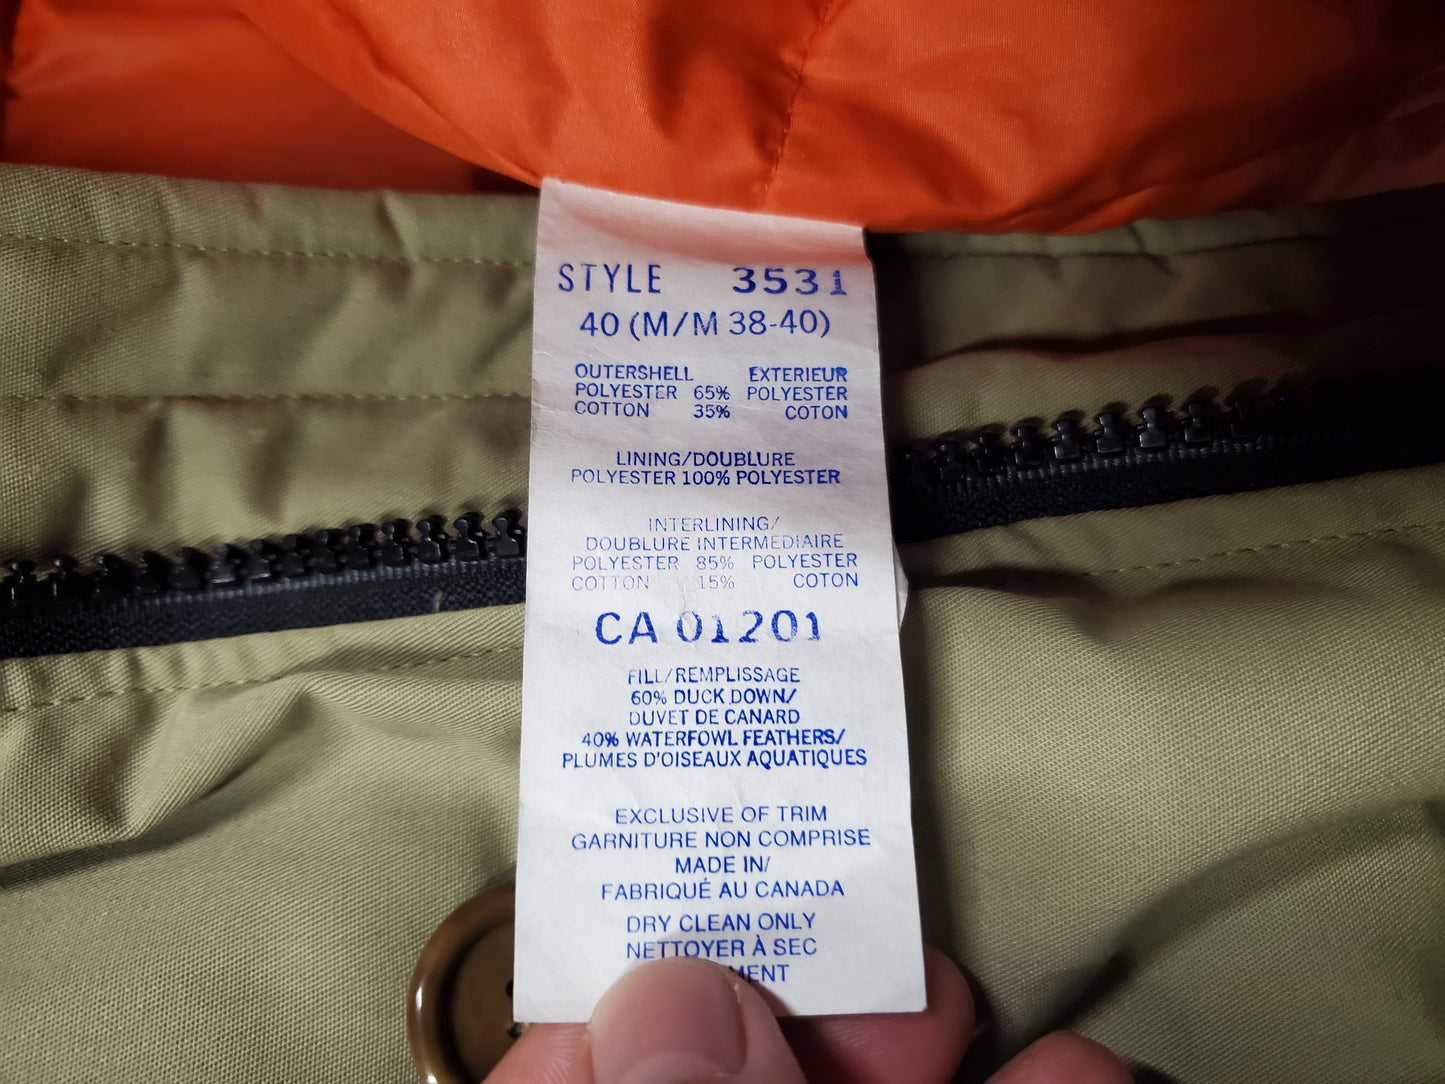 STYLE 3531
40 (M/M 38-40)
OUTERSHELL EXTERIEUR
POLYESTER 65% POLYESTER
COTTON 35% COTON
LINING/DOUBLURE
POLYESTER 100% POLYESTER
INTERLINING/
DOUBLURE INTERMEDIAIRE
POLYESTER 85% POLYESTER
COTTON 15% COTON
CA 01201
FILL/REMPLISSAGE
60% DUCK DOWN/
DUVET DE CANARD
40% WATERFOWL FEATHERS/
PLUMES D'OISEAUX AQUATIQUES
EXCLUSIVE OF TRIM
GARNITURE NON COMPRISE
MADE IN/
FABRIQUÉ AU CANADA
DRY CLEAN ONLY
NETTOYER À SEC